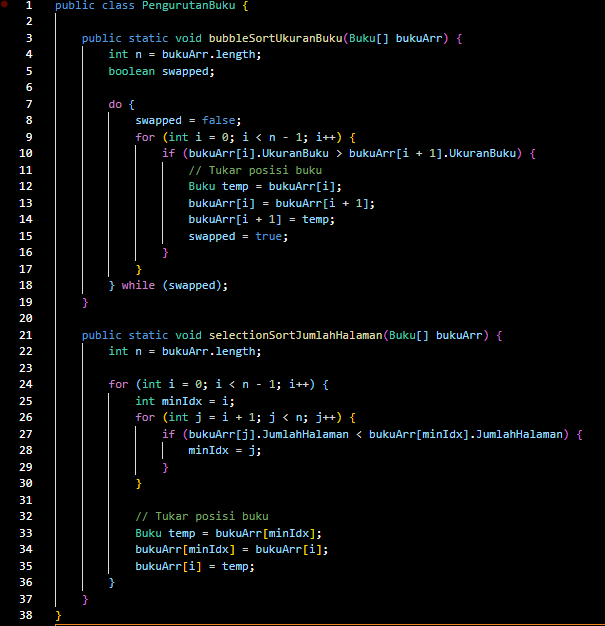 1 public class PengurutanBuku {
2
3     public static void bubbleSortUkuranBuku(Buku[] bukuArr) {
4         int n = bukuArr.length;
5         boolean swapped;
6
7         do {
8             swapped = false;
9             for (int i = 0; i < n - 1; i++) {
10                 if (bukuArr[i].UkuranBuku > bukuArr[i + 1].UkuranBuku) {
11                     // Tukar posisi buku
12                     Buku temp = bukuArr[i];
13                     bukuArr[i] = bukuArr[i + 1];
14                     bukuArr[i + 1] = temp;
15                     swapped = true;
16                 }
17             }
18         } while (swapped);
19     }
20
21     public static void selectionSortJumlahHalaman(Buku[] bukuArr) {
22         int n = bukuArr.length;
23
24         for (int i = 0; i < n - 1; i++) {
25             int minIdx = i;
26             for (int j = i + 1; j < n; j++) {
27                 if (bukuArr[j].JumlahHalaman < bukuArr[minIdx].JumlahHalaman) {
28                     minIdx = j;
29                 }
30             }
31
32             // Tukar posisi buku
33             Buku temp = bukuArr[minIdx];
34             bukuArr[minIdx] = bukuArr[i];
35             bukuArr[i] = temp;
36         }
37     }
38 }